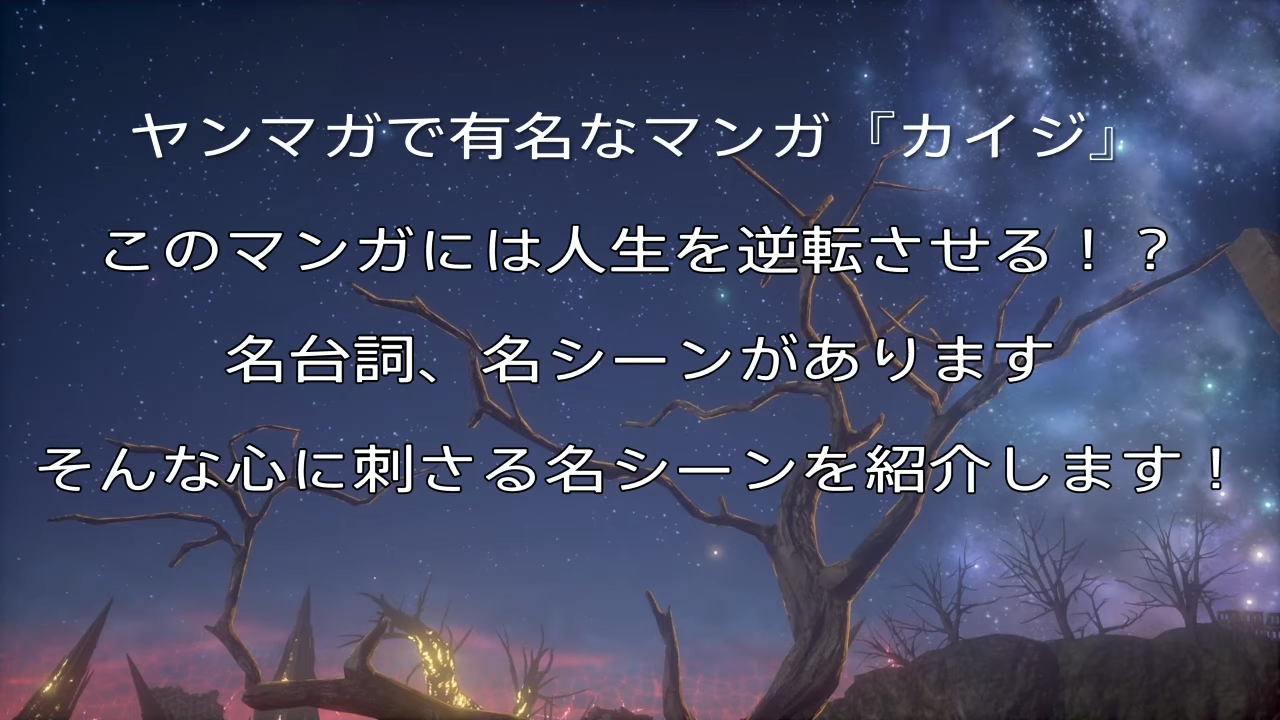 ヤンマガで有名なマンガ『カイジ』
このマンガには人生を逆転させる！？
名台詞、名シーンがあります
そんな心に刺さる名シーンを紹介します！